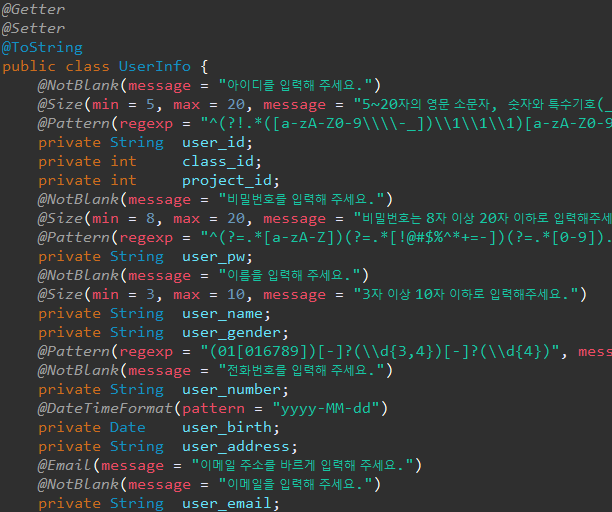 @Getter
@Setter
@ToString
public class UserInfo {
@NotBlank(message = "아이디를 입력해 주세요.")
@Size(min = 5, max = 20, message = "5~20자의 영문 소문자, 숫자와 특수기호(_
@Pattern(regexp = "^(?!.*([a-zA-Z0-9\\\\-_])\\1\\1\\1)[a-zA-Z0-9
private String user_id;
private int class_id;
private int project_id;
@NotBlank(message = "비밀번호를 입력해 주세요.")
@Size(min = 8, max = 20, message = "비밀번호는 8자 이상 20자 이하로 입력해주세
@Pattern(regexp = "^(?=.*[a-zA-Z])(?=.*[!@#$%^*+=-])(?=.*[0-9]).
private String user_pw;
@NotBlank(message = "이름을 입력해 주세요.")
@Size(min = 3, max = 10, message = "3자 이상 10자 이하로 입력해주세요.")
private String user_name;
private String user_gender;
@Pattern(regexp = "(01[016789])[-]?(\\d{3,4})[-]?(\\d{4})", mess
@NotBlank(message = "전화번호를 입력해 주세요.")
private String user_number;
@DateTimeFormat(pattern = "yyyy-MM-dd")
private Date user_birth;
private String user_address;
@Email(message = "이메일 주소를 바르게 입력해 주세요.")
@NotBlank(message = "이메일을 입력해 주세요.")
private String user_email;